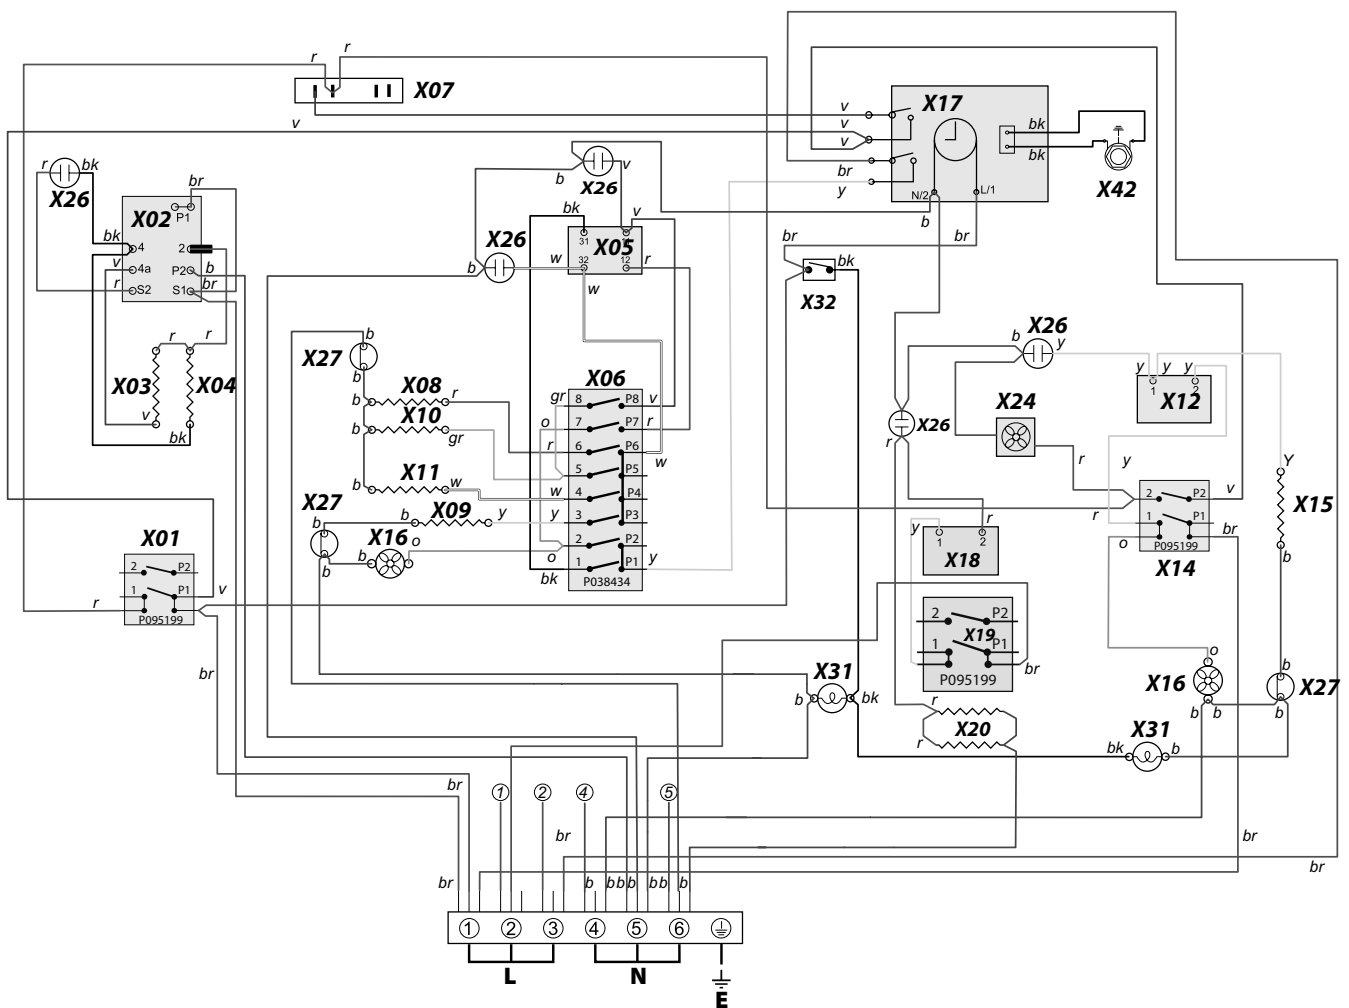 r
r
X07
v
v
v
v
X17
bk
bk
X42
br
y
N/2
L/1
b
br
br
bk
X32
r
bk
X26
br
X02
P1
bk
4
2
v
4a
P2
b
r
S2
S1
br
r
r
X03
X04
v
bk
b
v
X26
bk
v
X26
b
w
X05
31
11
32
12
r
w
b
X27
b
b
X08
r
b
X10
gr
b
X11
w
X27
b
b
X09
y
b
b
X16
o
X06
gr
8
P8
v
o
7
P7
r
r
6
P6
w
5
P5
w
4
P4
y
3
P3
2
P2
o
1
P1
y
bk
P038434
X01
2
P2
1
P1
v
r
P095199
br
b
X26
y
y
y
y
1
2
X12
X24
X26
r
r
y
Y
X15
b
2
P2
v
r
1
P1
br
o
P095199
X14
y
r
1
2
X18
2
P2
X19
1
P1
br
P095199
X31
b
bk
r
X20
r
o
X16
b
b
b
X27
b
X31
bk
b
br
1
2
4
5
br
br
br
br
b
b
b
b
b
b
b
1
2
3
4
5
6
L
N
E